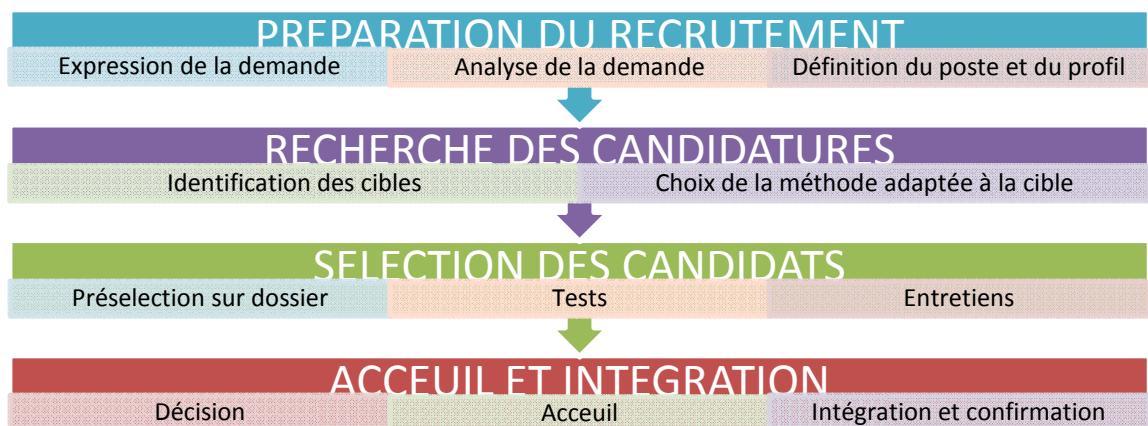 PREPARATION DU RECRUTEMENT
Expression de la demande
Analyse de la demande
Définition du poste et du profil
RECHERCHE DES CANDIDATURES
Identification des cibles
Choix de la méthode adaptée à la cible
SELECTION DES CANDIDATS
Préselection sur dossier
Tests
Entretiens
ACCEUIL ET INTEGRATION
Décision
Acceuil
Intégration et confirmation